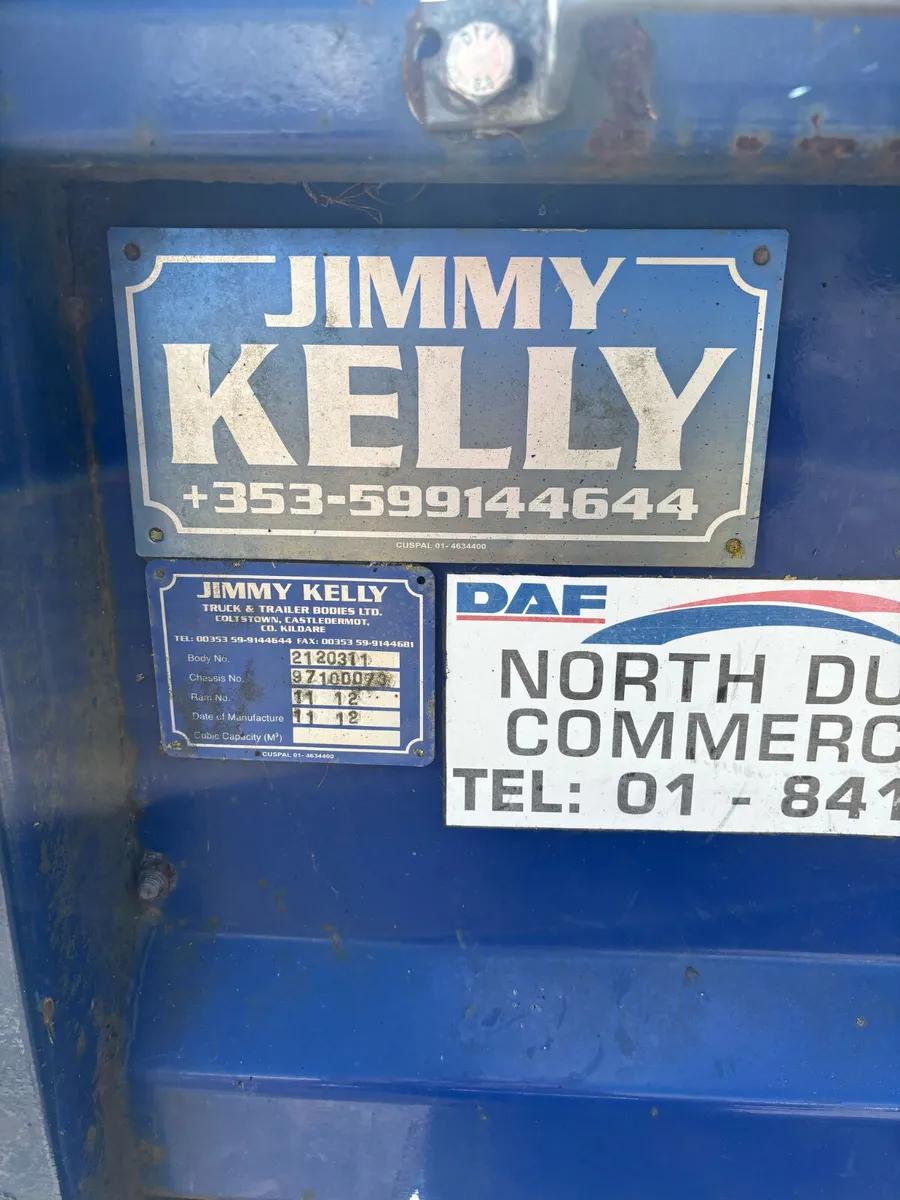 JIMMY
KELLY
+353-599144644
CUSPAL 01- 4634400
JIMMY KELLY
TRUCK & TRAILER BODIES LTD.
COLTSTOWN, CASTLEDERMOT,
CO. KILDARE
TEL: 00353 59-9144644 FAX: 00353 59-9144681
Body No. 2120311
Chassis No. 97100073
Ram No. 11 12
Date of Manufacture 11 12
Cubic Capacity (M³)
CUSPAL 01- 4634400
DAF
NORTH DU
COMMERC
TEL: 01 - 841